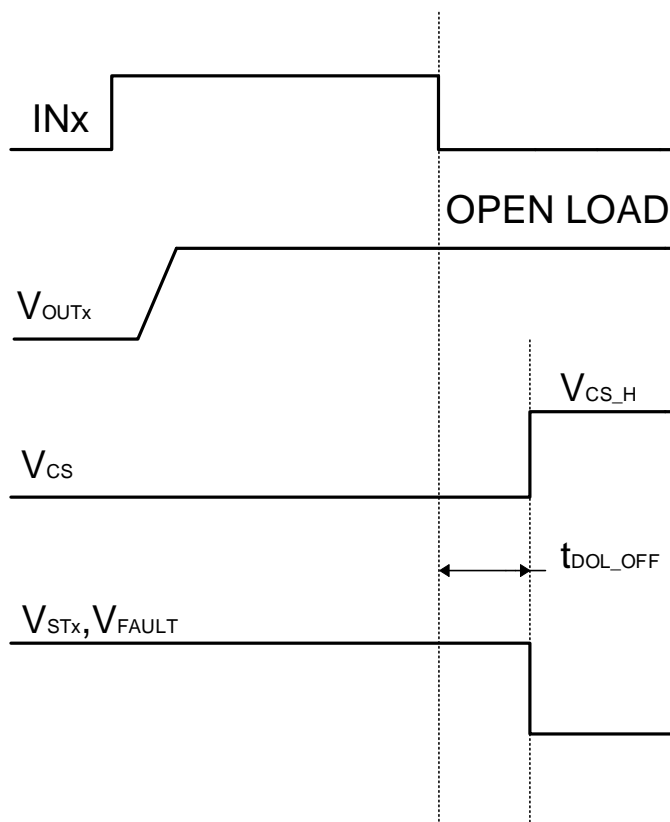 INx
OPEN LOAD
VOUTx
VCS_H
VCS
tDOL_OFF
VSTx,VFAULT